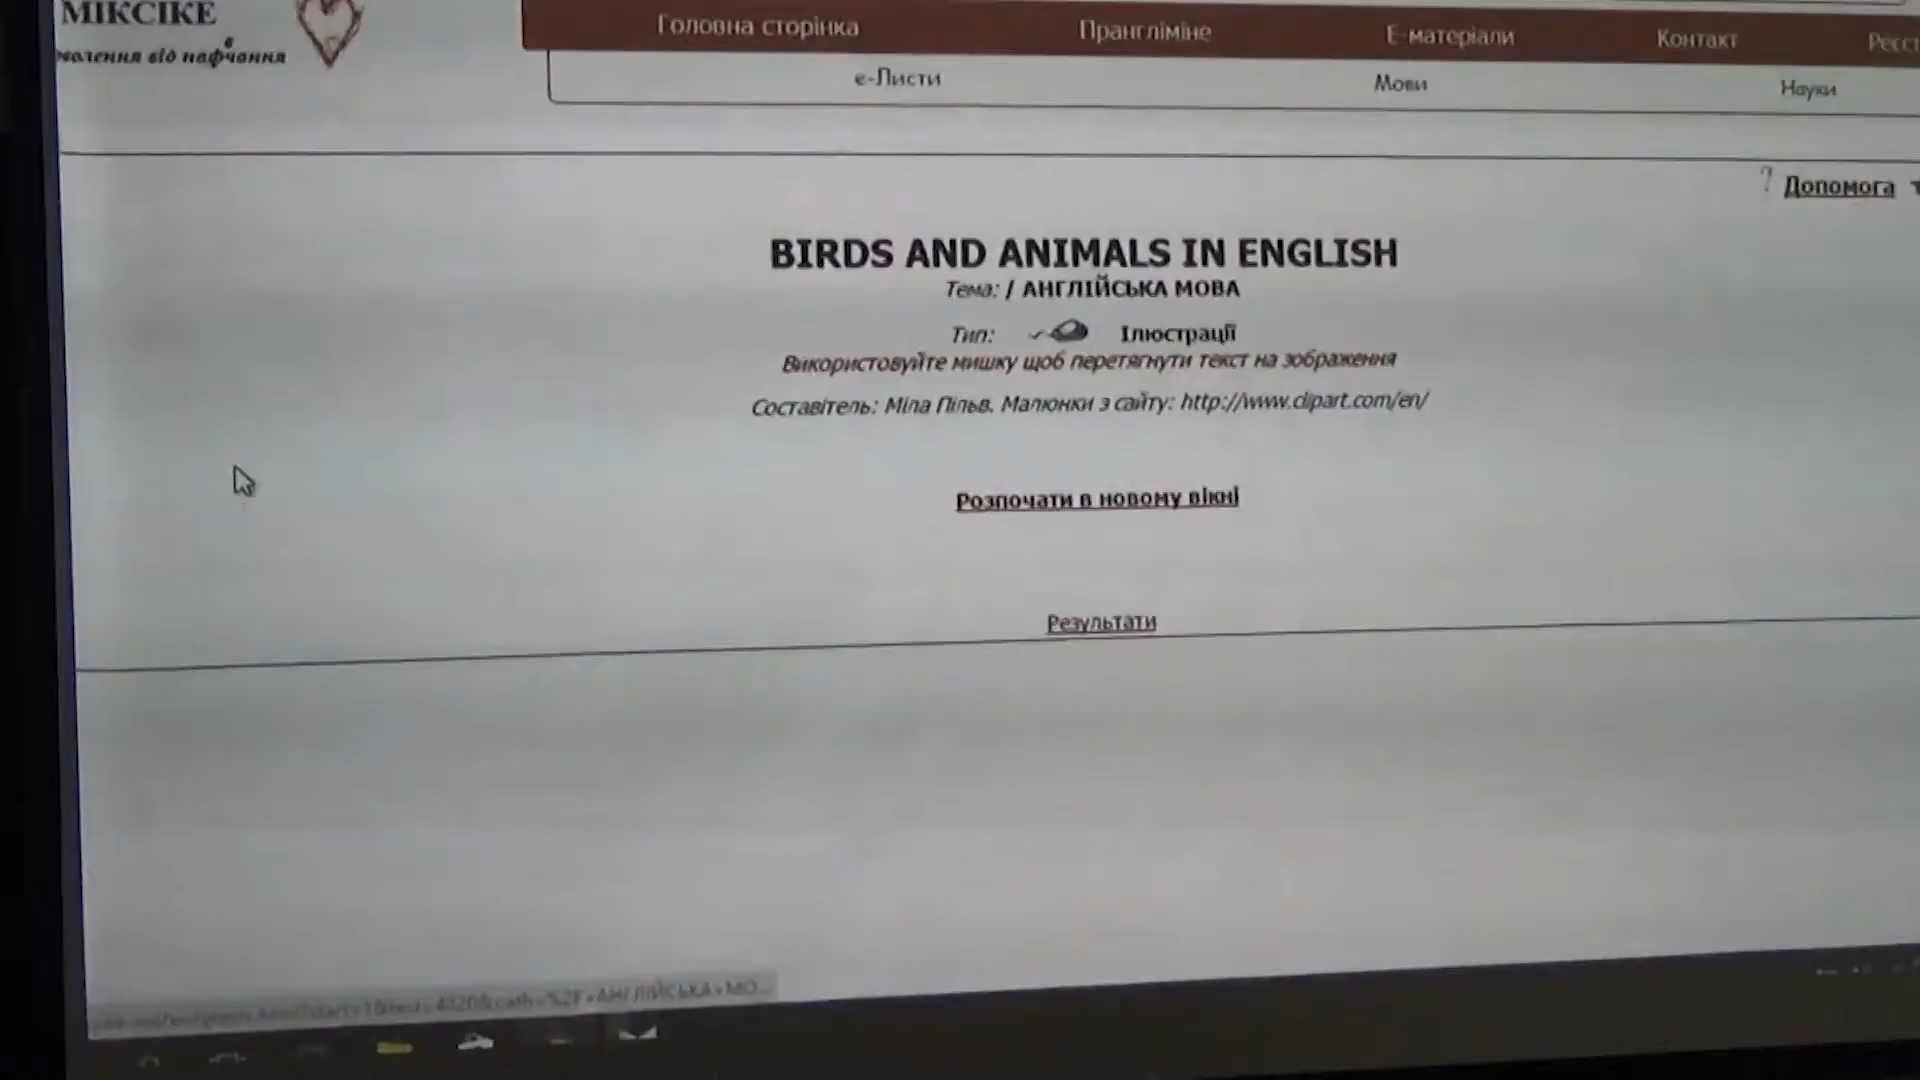 МІКСІКЕ
Головна сторінка Прангліміне Е-матеріали Контакт
в
від нафчання
е-Листи Мови Науки
? Допомога
BIRDS AND ANIMALS IN ENGLISH
Тема: / АНГЛІЙСЬКА МОВА
Тип: Ілюстрації
Використовуйте мишку щоб перетягнути текст на зображення
Составітель: Міла Пільв. Малюнки з сайту: http://www.clipart.com/en/
Розпочати в новому вікні
Результати